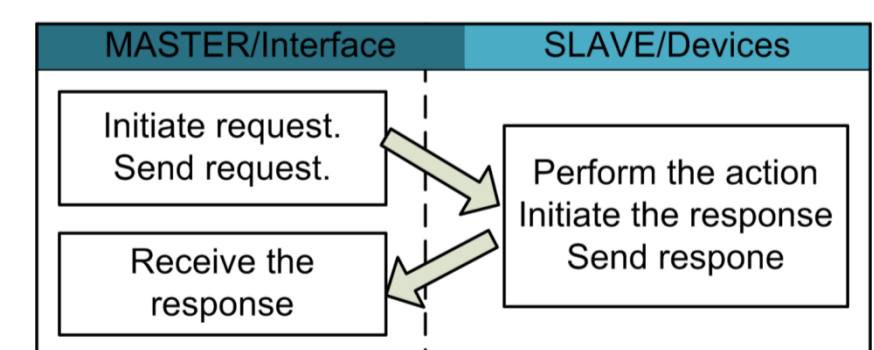 MASTER/Interface
SLAVE/Devices
Initiate request.
Send request.
Perform the action
Initiate the response
Send respone
Receive the
response